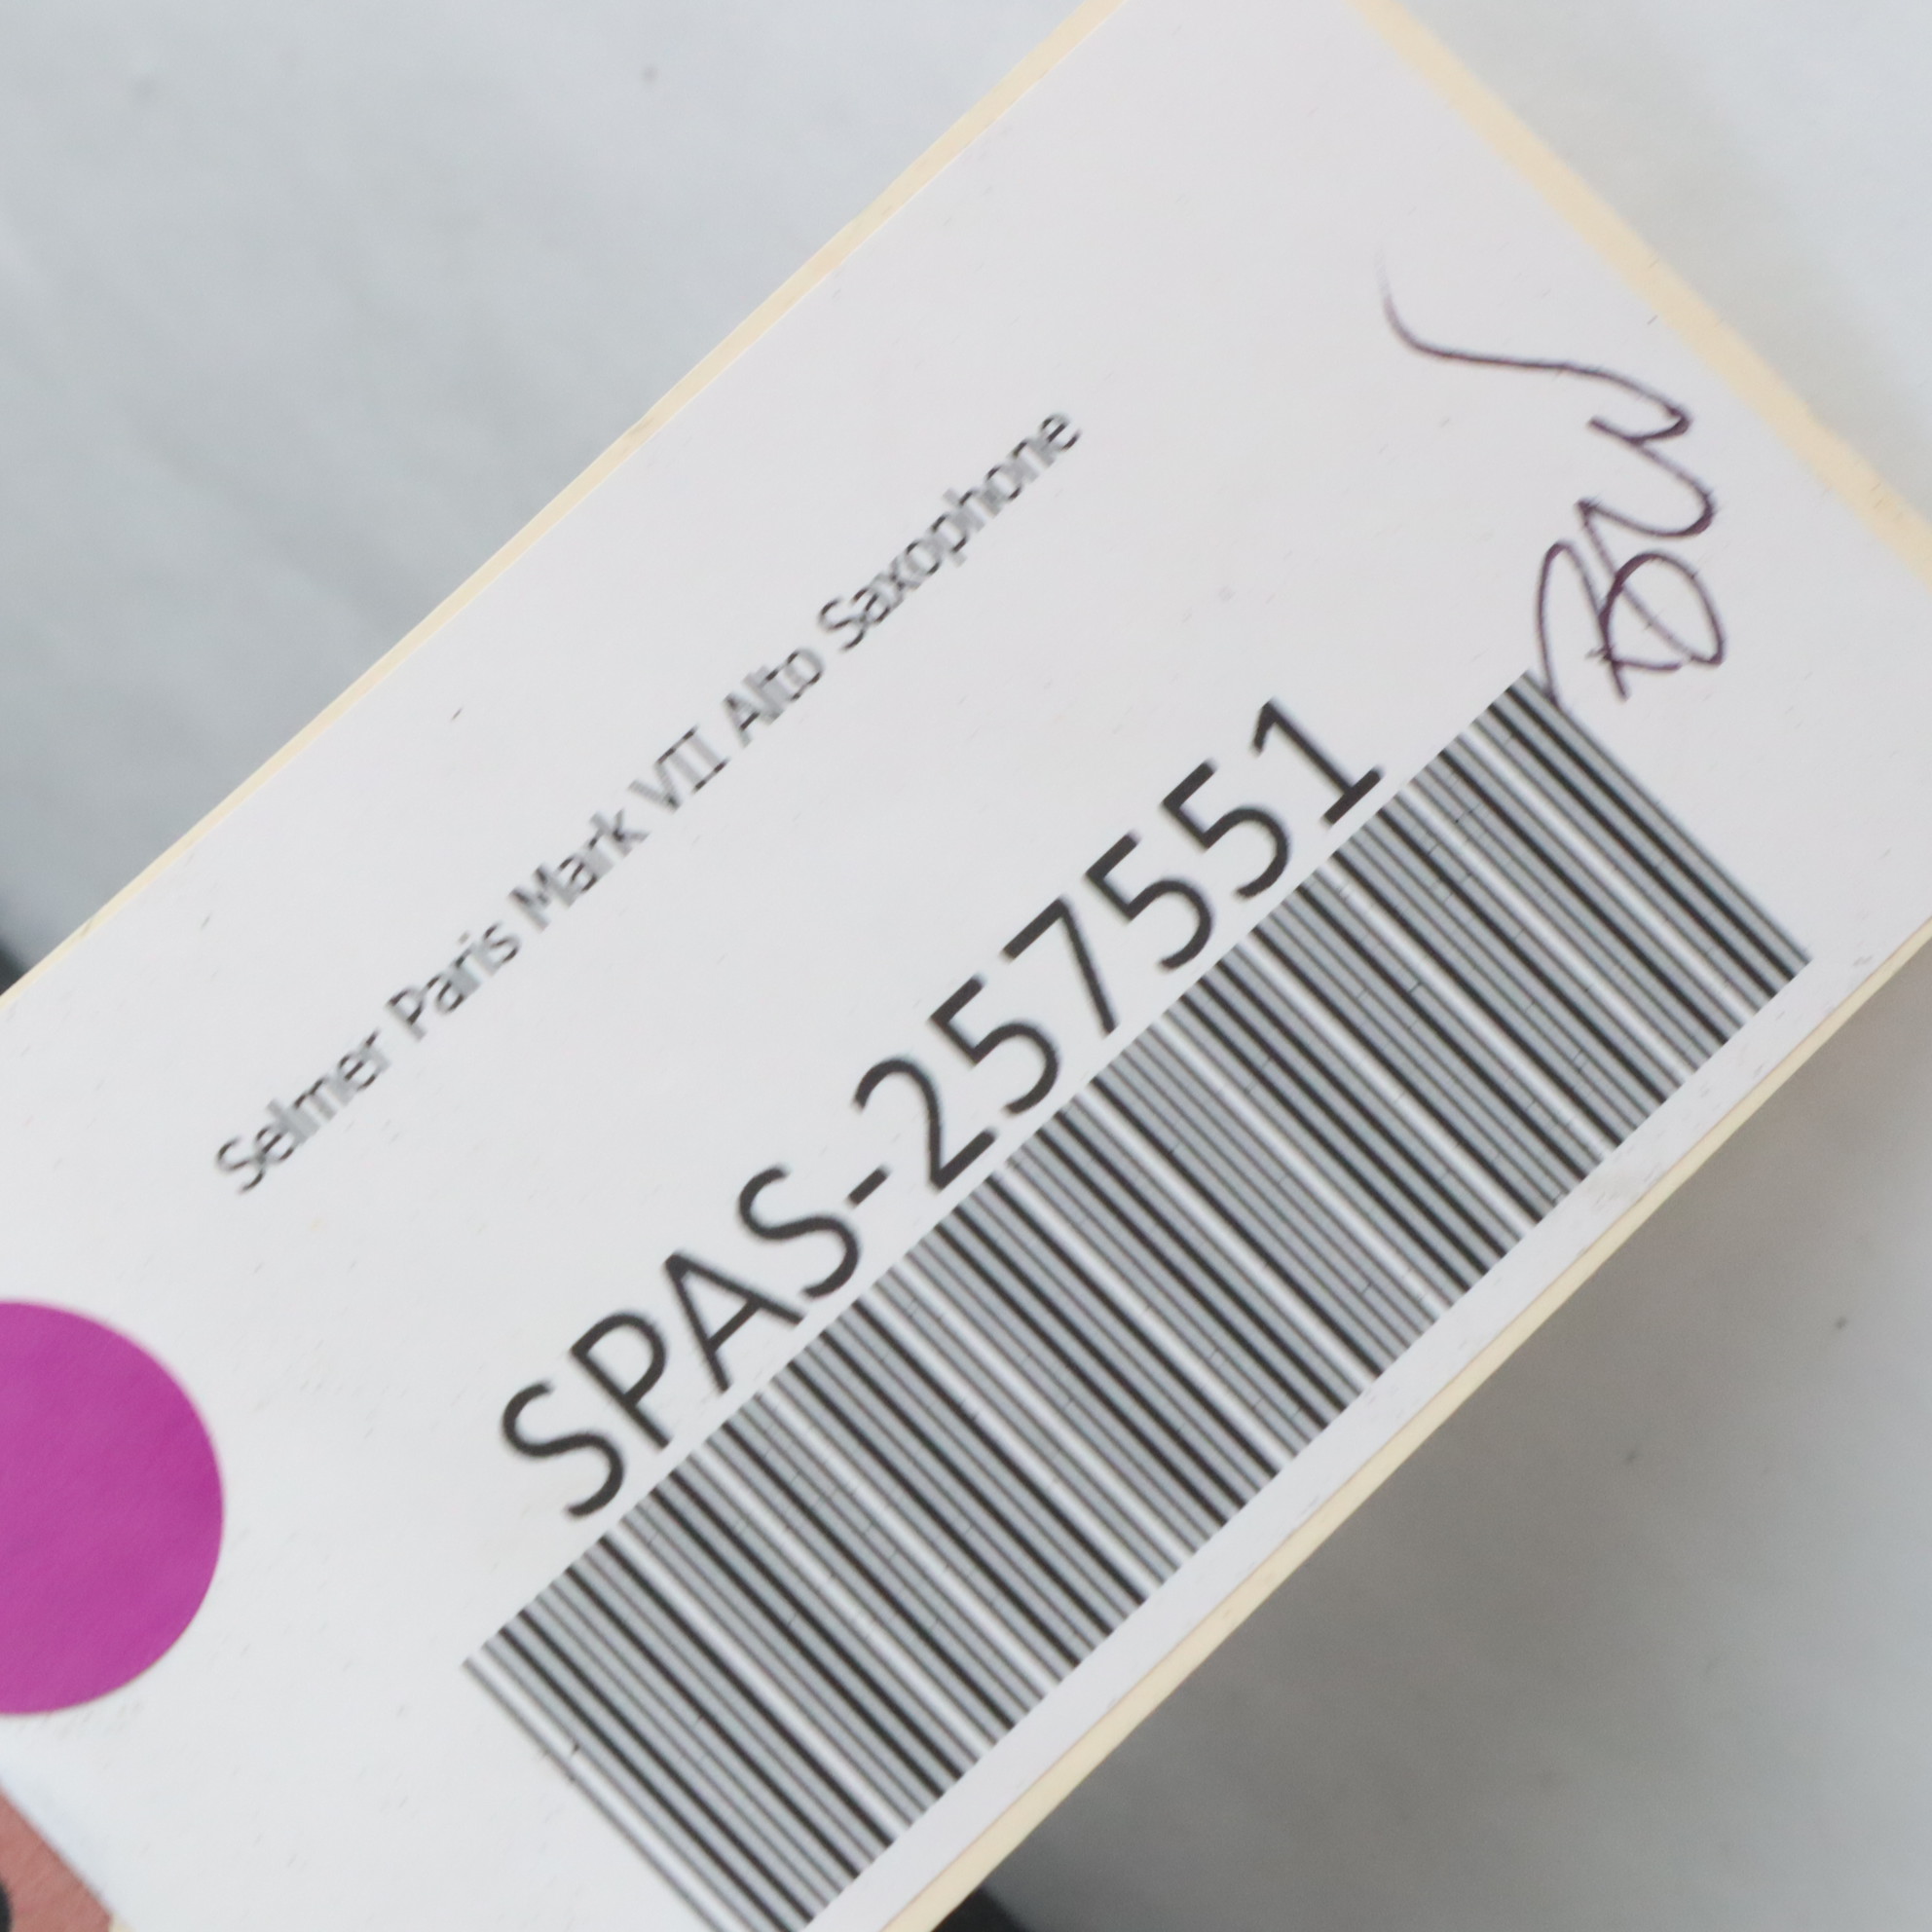 Selmer Paris Mark VII Alto Saxophone
SPAS-257551